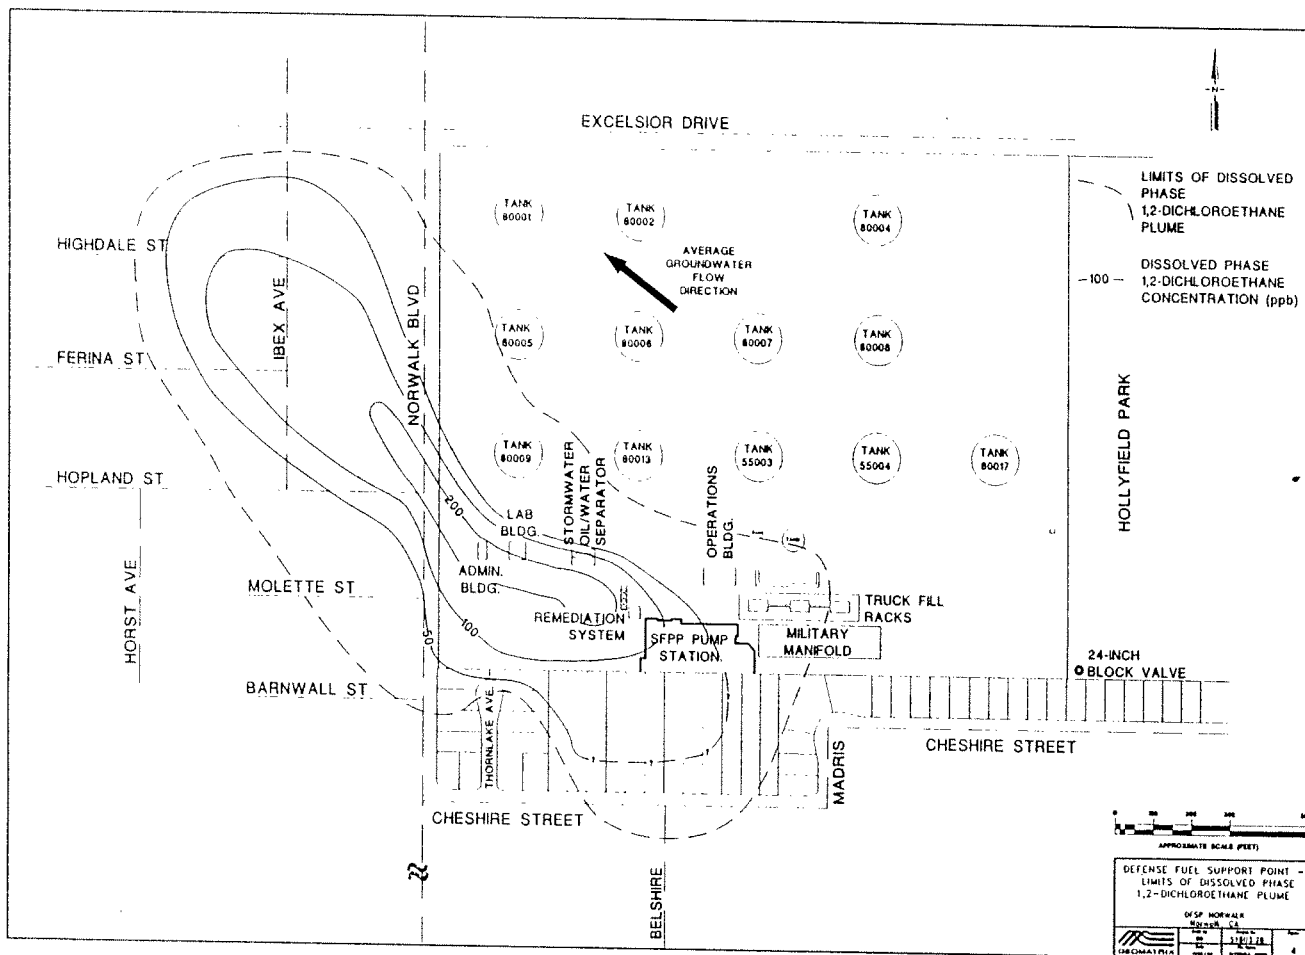 EXCELSIOR DRIVE
-N-
LIMITS OF DISSOLVED
PHASE
1,2-DICHLOROETHANE
PLUME
-100-
DISSOLVED PHASE
1,2-DICHLOROETHANE
CONCENTRATION (ppb)
TANK
80001
TANK
80002
TANK
80004
AVERAGE
GROUNDWATER
FLOW
DIRECTION
HIGHDALE ST
IBEX AVE
NORWALK BLVD
TANK
80005
TANK
80006
TANK
80007
TANK
80008
FERINA ST
HOLLYFIELD PARK
TANK
80009
TANK
80013
TANK
55003
TANK
55004
TANK
80017
HOPLAND ST
STORMWATER
OIL/WATER
SEPARATOR
OPERATIONS
BLDG.
200
LAB
BLDG.
ADMIN.
BLDG.
HORST AVE
MOLETTE ST
REMEDIATION
SYSTEM
TRUCK FILL
RACKS
100
50
SFPP PUMP
STATION
MILITARY
MANIFOLD
24-INCH
BLOCK VALVE
BARNWALL ST
THORNLAKE AVE
?
?
?
MADRIS
CHESHIRE STREET
CHESHIRE STREET
BELSHIRE
APPROXIMATE SCALE (FEET)
DEFENSE FUEL SUPPORT POINT -
LIMITS OF DISSOLVED PHASE
1,2-DICHLOROETHANE PLUME
DFSP NORWALK
Norwalk, CA
GEOMATRIX
4